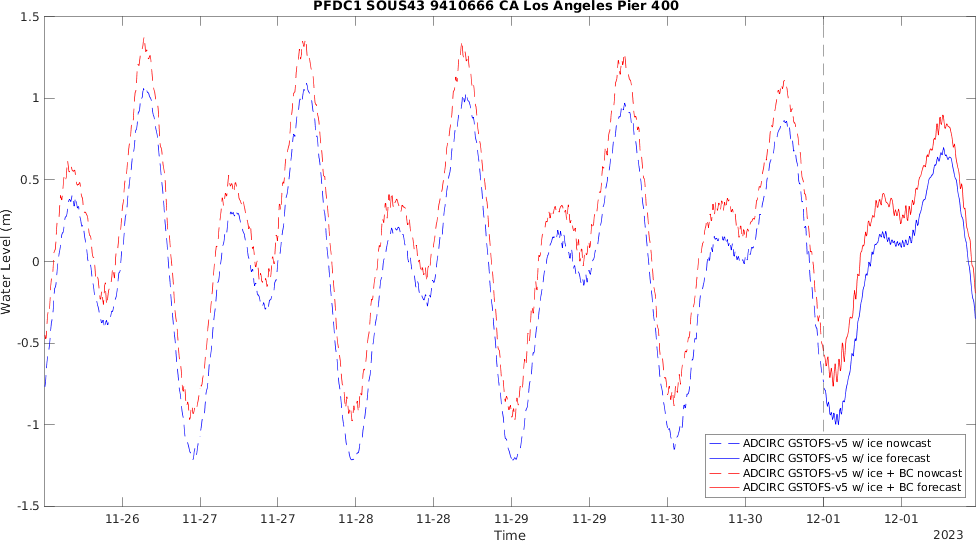 PFDC1 SOUS43 9410666 CA Los Angeles Pier 400
1.5
1
0.5
0
-0.5
-1
-1.5
Water Level (m)
11-26 11-27 11-27 11-28 11-28 11-29 11-29 11-30 11-30 12-01 12-01
Time
2023
ADCIRC GSTOFS-v5 w/ ice nowcast
ADCIRC GSTOFS-v5 w/ ice forecast
ADCIRC GSTOFS-v5 w/ ice + BC nowcast
ADCIRC GSTOFS-v5 w/ ice + BC forecast